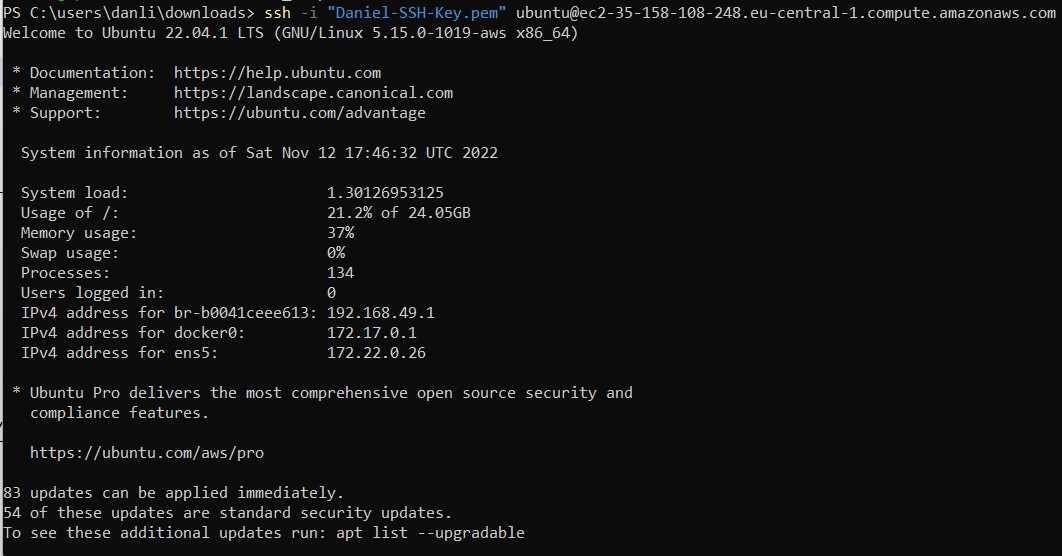 PS C:\users\danli\downloads> ssh -i "Daniel-SSH-Key.pem" ubuntu@ec2-35-158-108-248.eu-central-1.compute.amazonaws.com
Welcome to Ubuntu 22.04.1 LTS (GNU/Linux 5.15.0-1019-aws x86_64)

 * Documentation:  https://help.ubuntu.com
 * Management:     https://landscape.canonical.com
 * Support:        https://ubuntu.com/advantage

  System information as of Sat Nov 12 17:46:32 UTC 2022

  System load:                      1.30126953125
  Usage of /:                       21.2% of 24.05GB
  Memory usage:                     37%
  Swap usage:                       0%
  Processes:                        134
  Users logged in:                  0
  IPv4 address for br-b0041ceee613: 192.168.49.1
  IPv4 address for docker0:         172.17.0.1
  IPv4 address for ens5:            172.22.0.26

 * Ubuntu Pro delivers the most comprehensive open source security and
   compliance features.

   https://ubuntu.com/aws/pro

83 updates can be applied immediately.
54 of these updates are standard security updates.
To see these additional updates run: apt list --upgradable